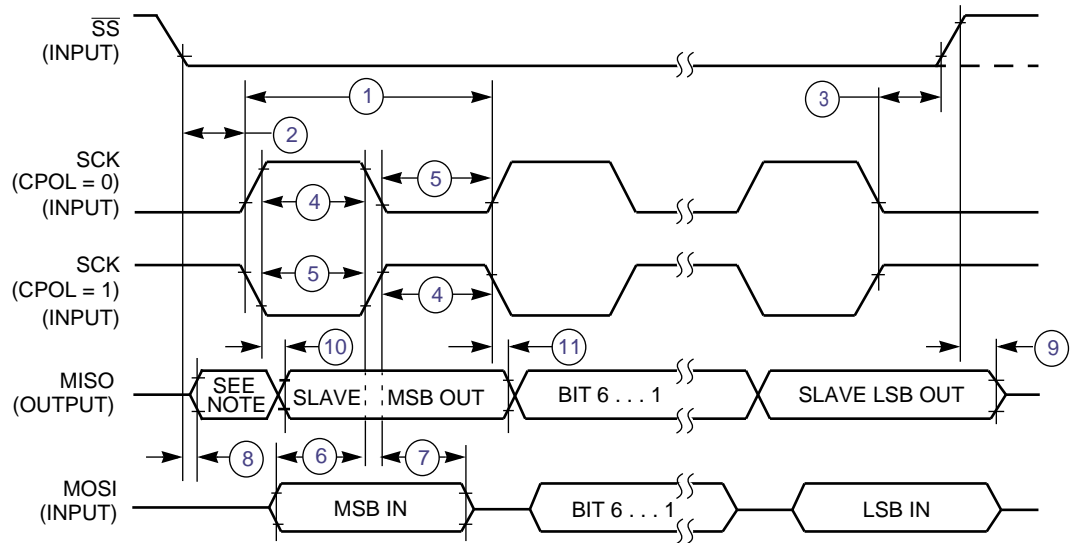 SS
(INPUT)
1
3
2
SCK
(CPOL = 0)
(INPUT)
5
4
SCK
(CPOL = 1)
(INPUT)
5
4
10
11
9
MISO
(OUTPUT)
SEE
NOTE
SLAVE
MSB OUT
BIT 6 . . . 1
SLAVE LSB OUT
8
6
7
MOSI
(INPUT)
MSB IN
BIT 6 . . . 1
LSB IN